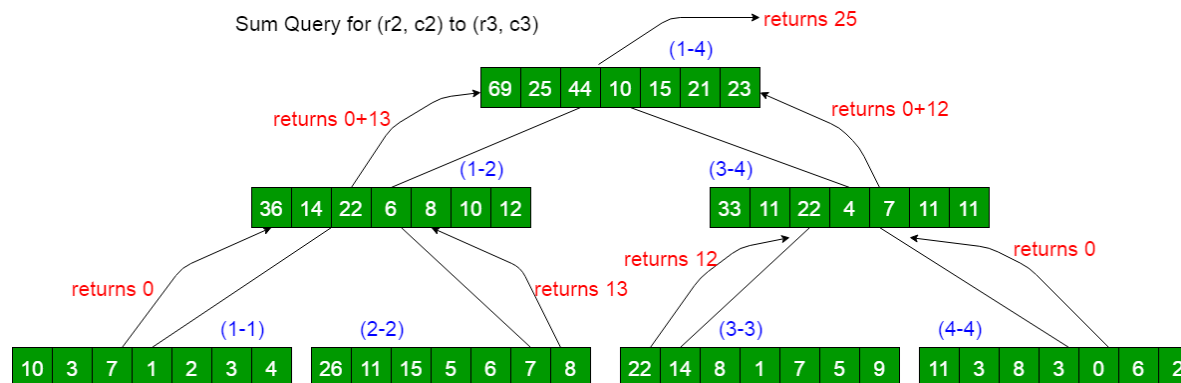 Sum Query for (r2, c2) to (r3, c3)
returns 25
(1-4)
69 25 44 10 15 21 23
returns 0+13
returns 0+12
(1-2)
(3-4)
36 14 22 6 8 10 12
33 11 22 4 7 11 11
returns 0
returns 13
returns 12
returns 0
(1-1)
(2-2)
(3-3)
(4-4)
10 3 7 1 2 3 4
26 11 15 5 6 7 8
22 14 8 1 7 5 9
11 3 8 3 0 6 2